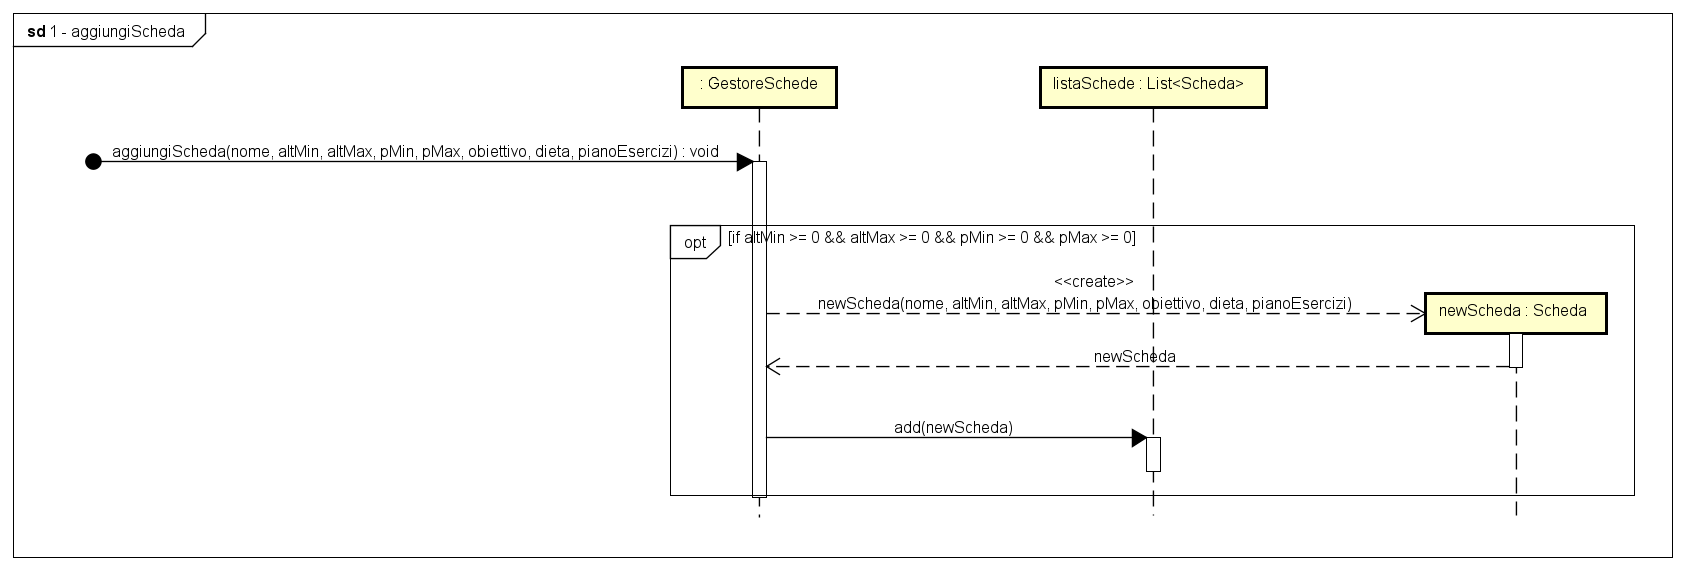 sd 1 - aggiungiScheda
: GestoreSchede
listaSchede : List<Scheda>
aggiungiScheda(nome, altMin, altMax, pMin, pMax, obiettivo, dieta, pianoEsercizi) : void
opt
[if altMin >= 0 && altMax >= 0 && pMin >= 0 && pMax >= 0]
<<create>>
newScheda(nome, altMin, altMax, pMin, pMax, obiettivo, dieta, pianoEsercizi)
newScheda : Scheda
newScheda
add(newScheda)